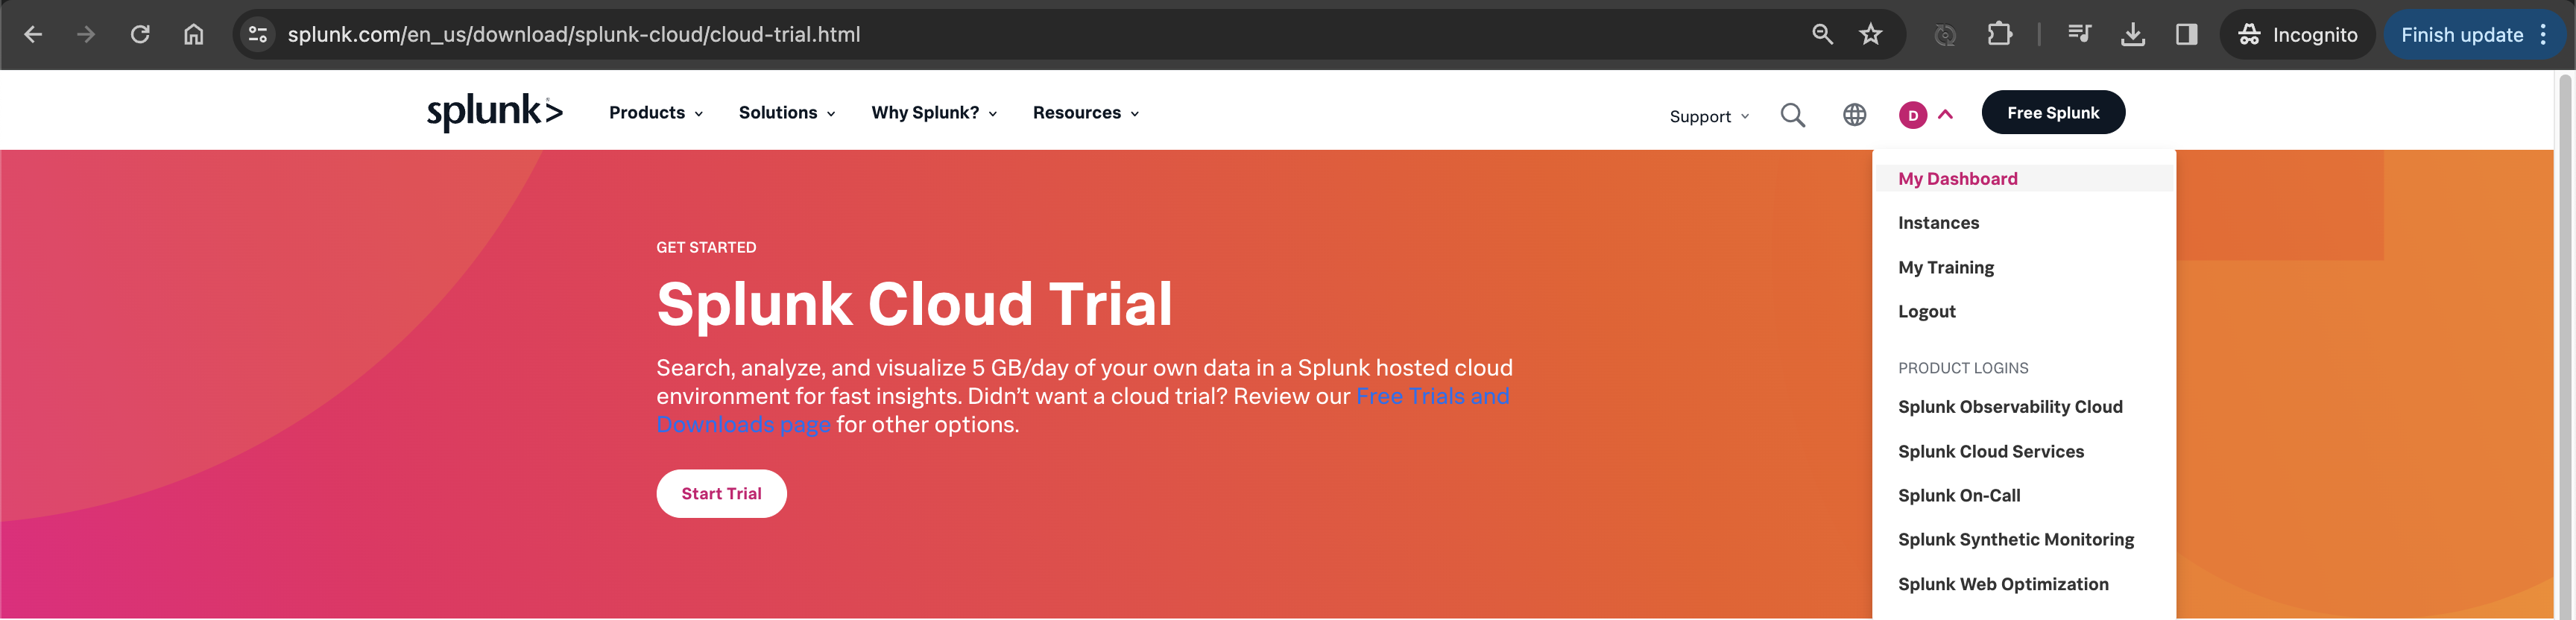 splunk.com/en_us/download/splunk-cloud/cloud-trial.html
Incognito
Finish update
splunk>
Products
Solutions
Why Splunk?
Resources
Support
D
Free Splunk
GET STARTED
Splunk Cloud Trial
Search, analyze, and visualize 5 GB/day of your own data in a Splunk hosted cloud
environment for fast insights. Didn’t want a cloud trial? Review our Free Trials and
Downloads page for other options.
Start Trial
My Dashboard
Instances
My Training
Logout
PRODUCT LOGINS
Splunk Observability Cloud
Splunk Cloud Services
Splunk On-Call
Splunk Synthetic Monitoring
Splunk Web Optimization